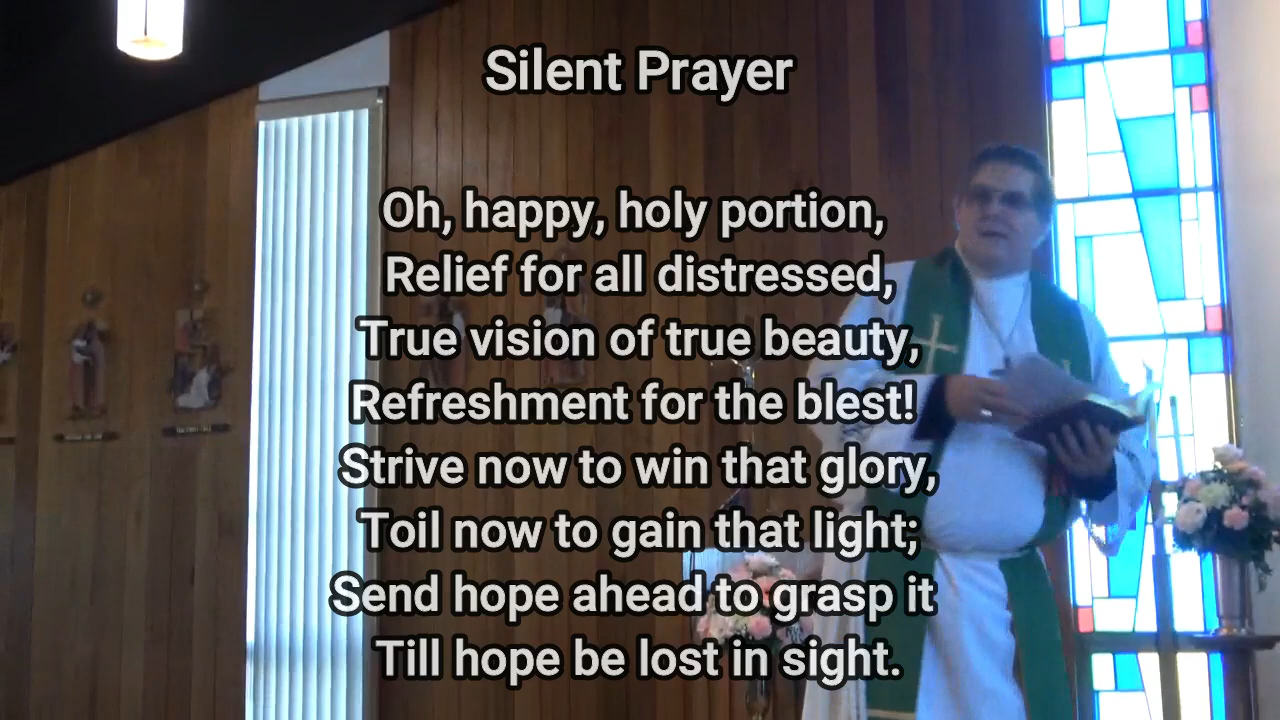 Silent Prayer
Oh, happy, holy portion,
Relief for all distressed,
True vision of true beauty,
Refreshment for the blest!
Strive now to win that glory,
Toil now to gain that light;
Send hope ahead to grasp it
Till hope be lost in sight.